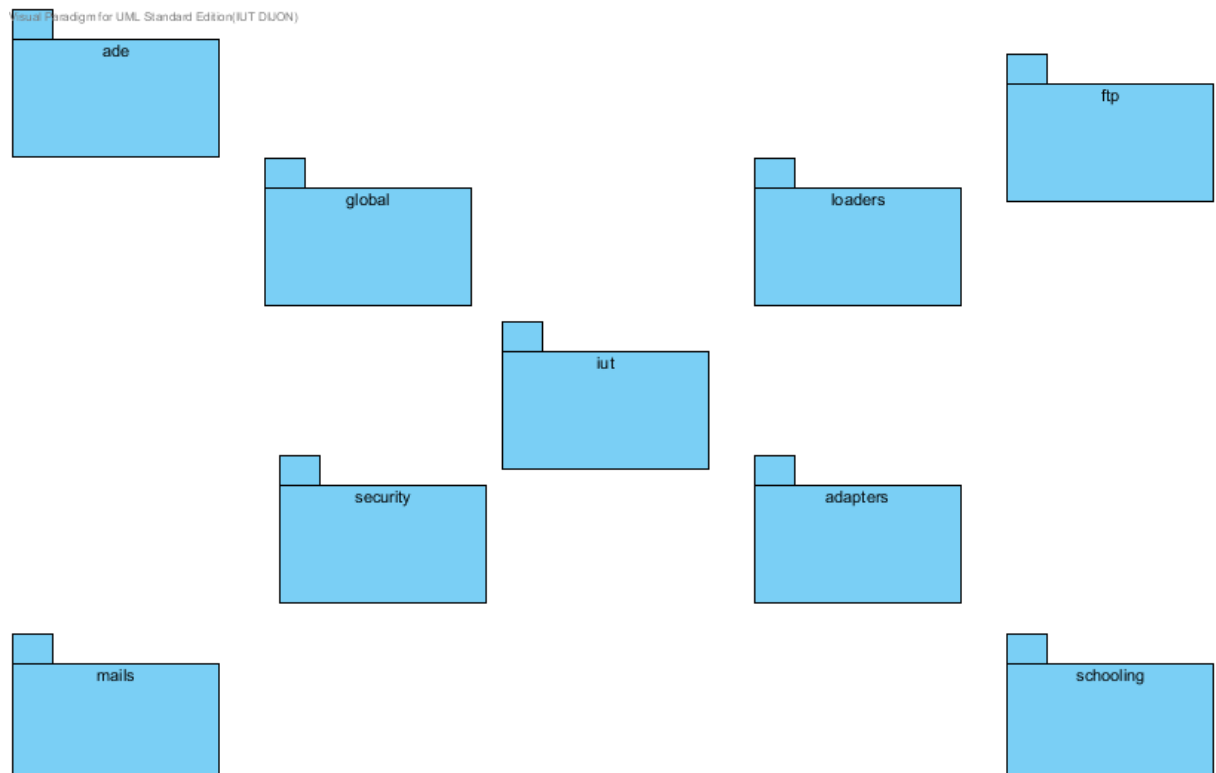 Visual Paradigm for UML Standard Edition(IUT DIJON)
ade
ftp
global
loaders
iut
security
adapters
mails
schooling